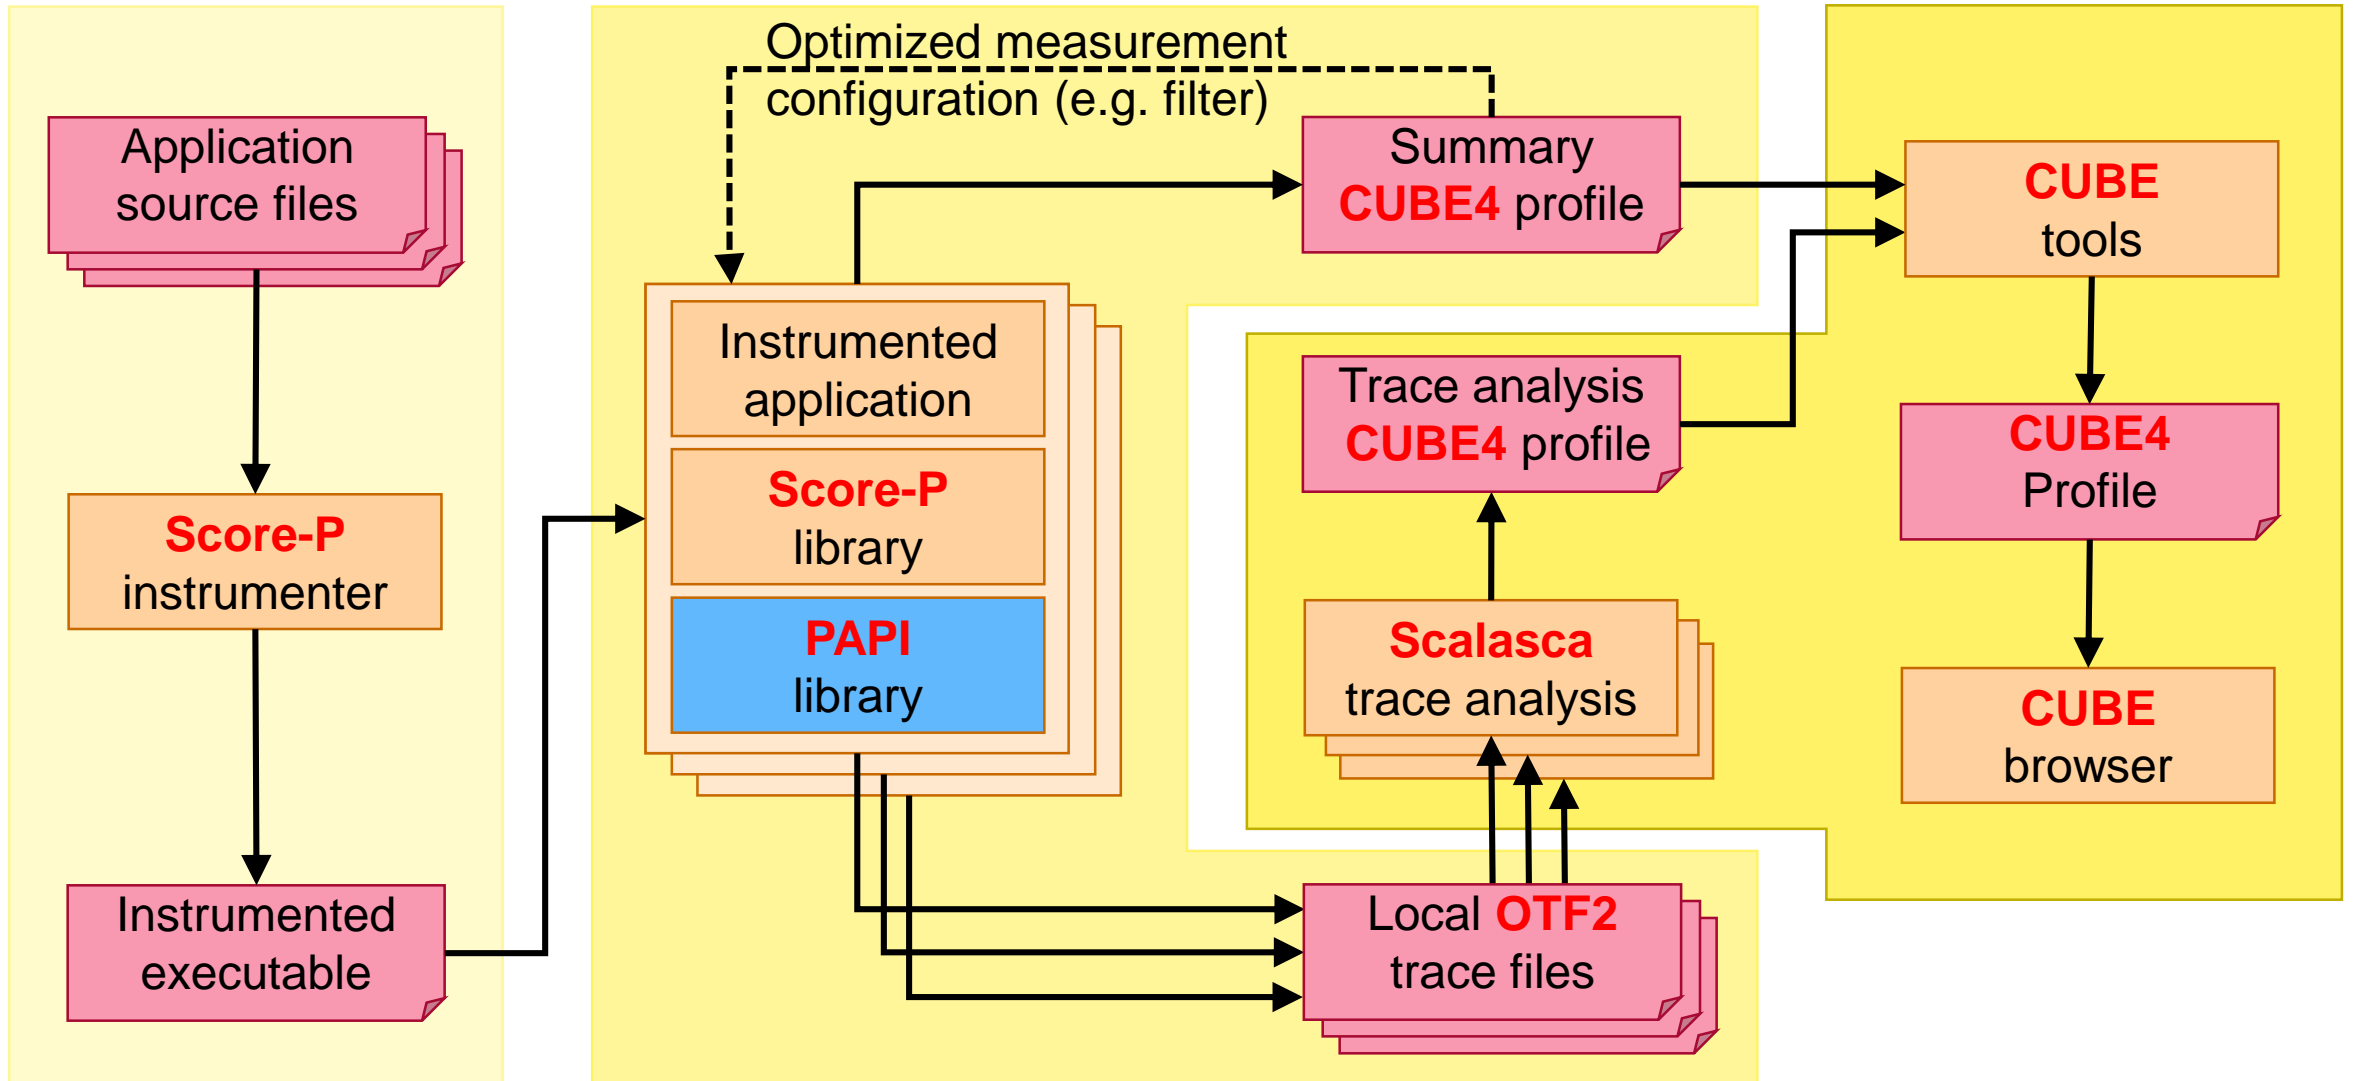 Application
source files
Score-P
instrumenter
Instrumented
executable
Optimized measurement
configuration (e.g. filter)
Instrumented
application
Score-P
library
PAPI
library
Summary
CUBE4 profile
Trace analysis
CUBE4 profile
Scalasca
trace analysis
Local OTF2
trace files
CUBE
tools
CUBE4
Profile
CUBE
browser